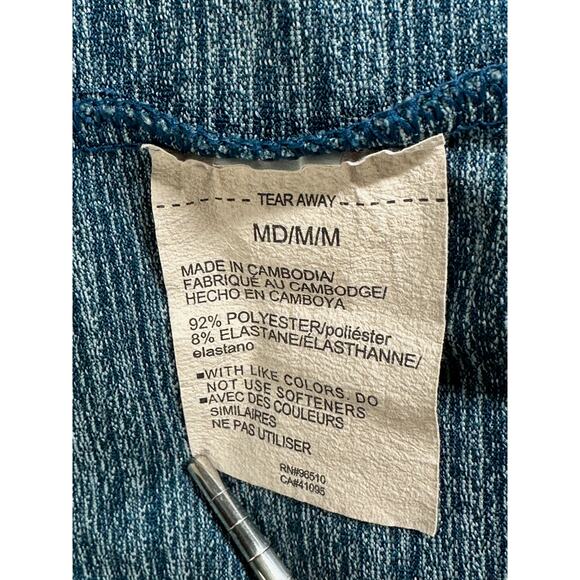 TEAR AWAY
MD/M/M
MADE IN CAMBODIA/
FABRIQUÉ AU CAMBODGE/
HECHO EN CAMBOYA
92% POLYESTER/poliéster
8% ELASTANE/ÉLASTHANNE/
elastano
▪WITH LIKE COLORS. DO
NOT USE SOFTENERS
▪AVEC DES COULEURS
SIMILAIRES
NE PAS UTILISER
RN#96510
CA#41095